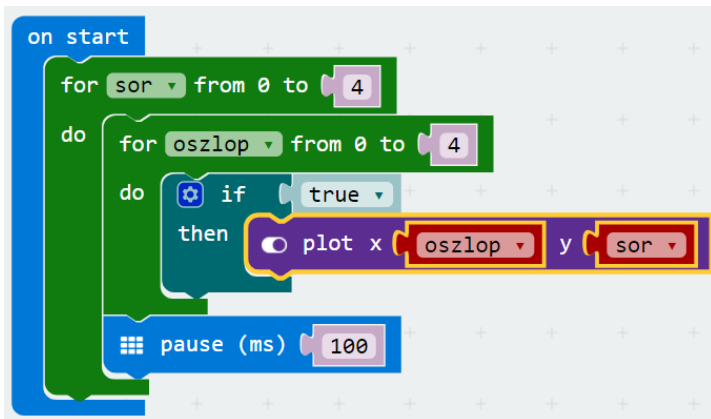 on start
for sor from 0 to 4
do for oszlop from 0 to 4
do if true
then plot x oszlop y sor
pause (ms) 100